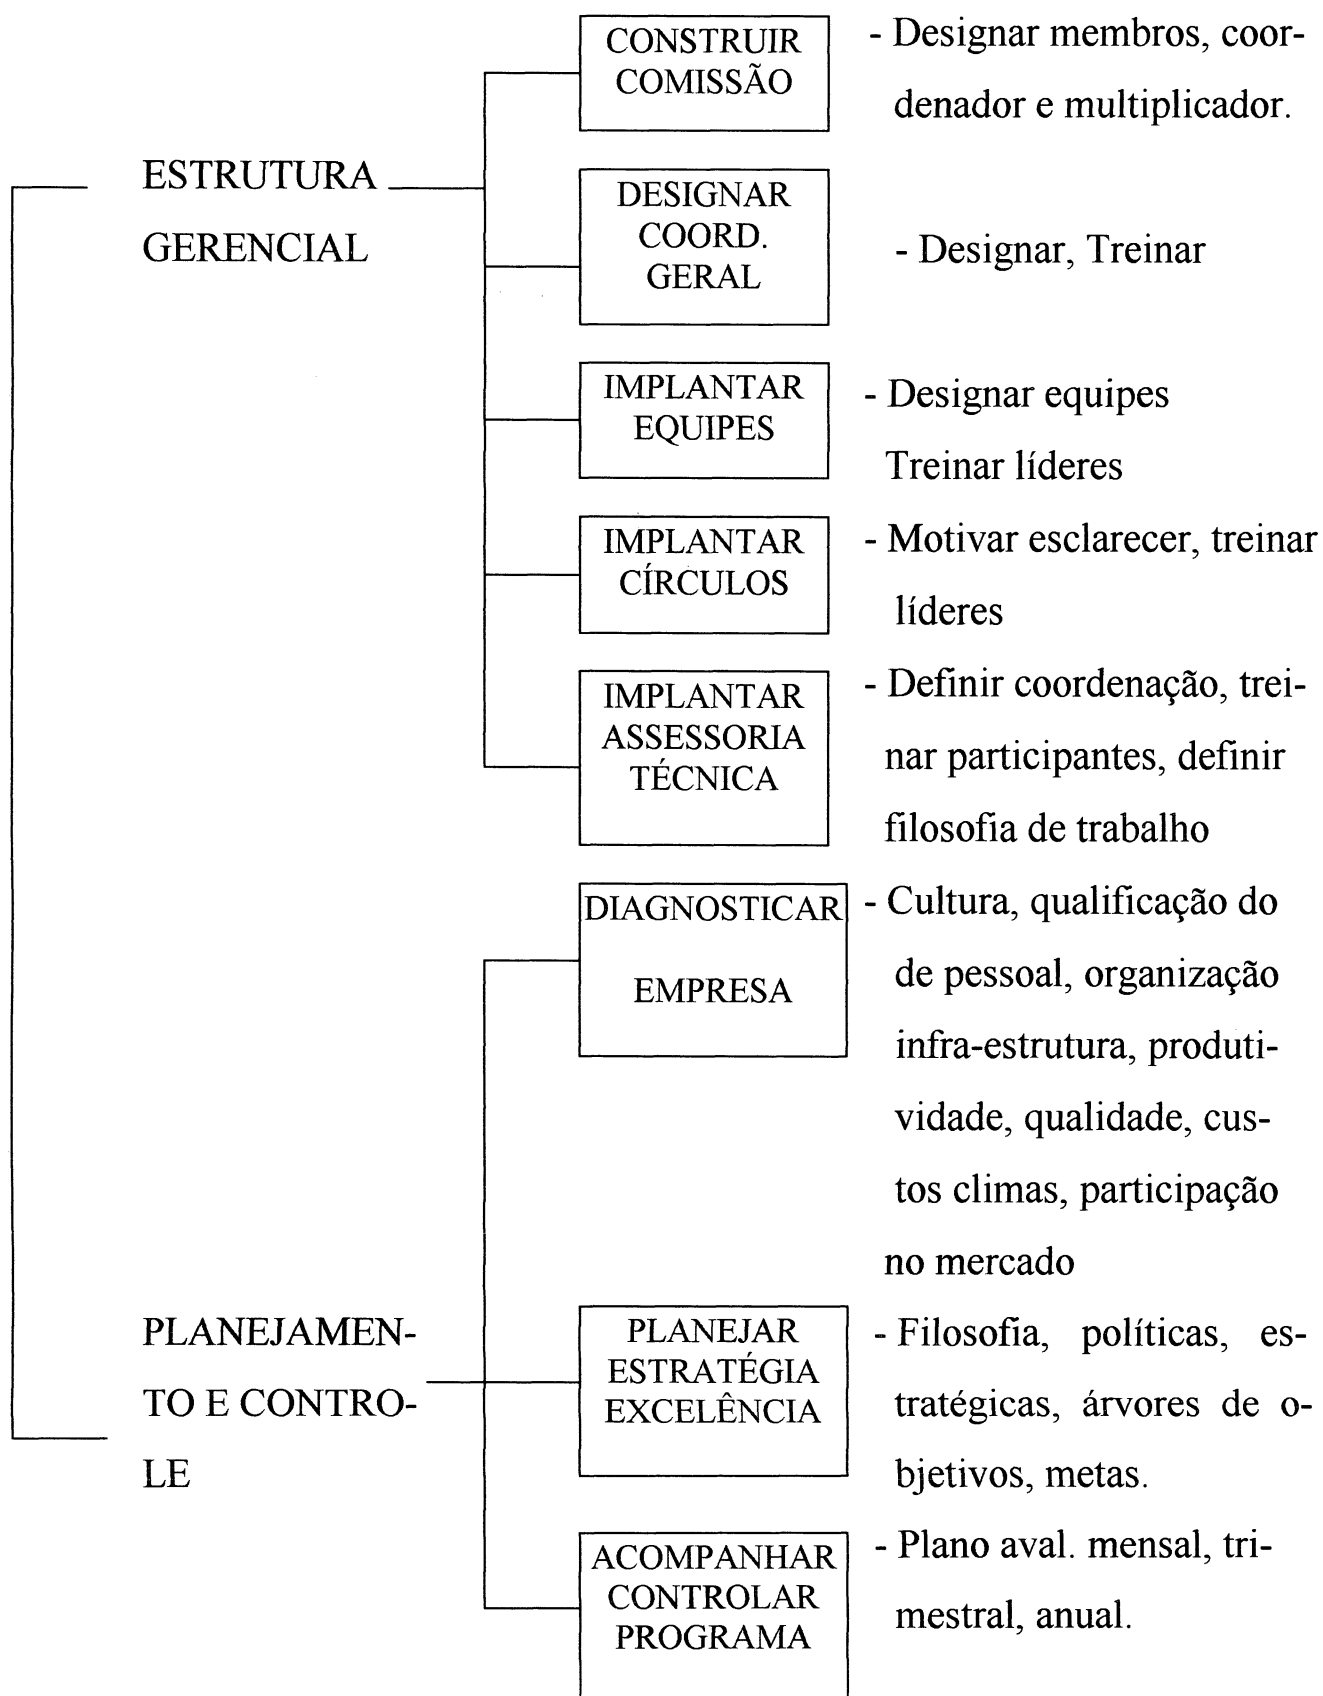 CONSTRUIR
COMISSÃO
- Designar membros, coor-
denador e multiplicador.
ESTRUTURA
GERENCIAL
DESIGNAR
COORD.
GERAL
- Designar, Treinar
IMPLANTAR
EQUIPES
- Designar equipes
Treinar líderes
IMPLANTAR
CÍRCULOS
- Motivar esclarecer, treinar
líderes
IMPLANTAR
ASSESSORIA
TÉCNICA
- Definir coordenação, trei-
nar participantes, definir
filosofia de trabalho
DIAGNOSTICAR
EMPRESA
- Cultura, qualificação do
de pessoal, organização
infra-estrutura, produti-
vidade, qualidade, cus-
tos climas, participação
no mercado
PLANEJAMEN-
TO E CONTRO-
LE
PLANEJAR
ESTRATÉGIA
EXCELÊNCIA
- Filosofia, políticas, es-
tratégicas, árvores de o-
bjetivos, metas.
ACOMPANHAR
CONTROLAR
PROGRAMA
- Plano aval. mensal, tri-
mestral, anual.